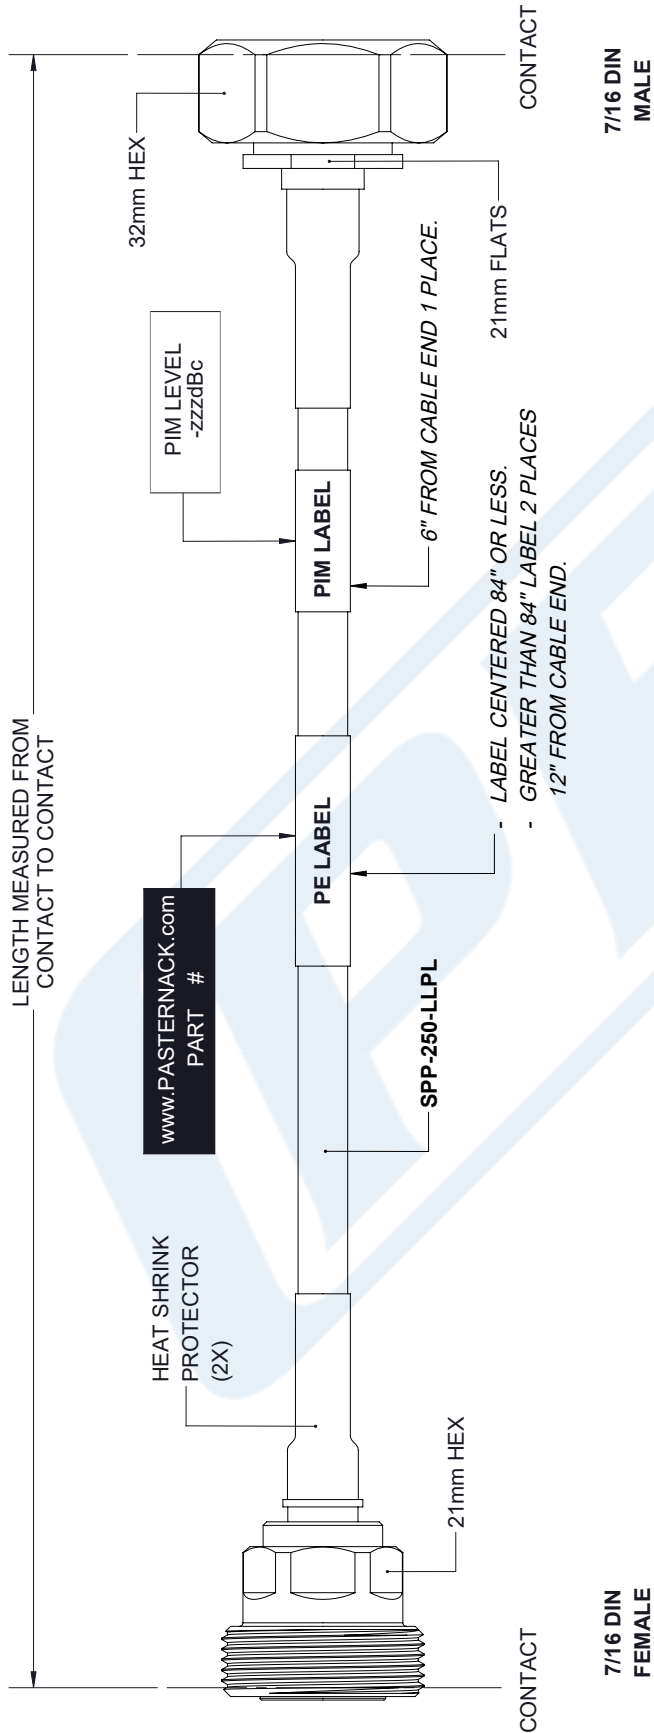 LENGTH MEASURED FROM
CONTACT TO CONTACT
www.PASTERNACK.com
PART #
PIM LEVEL
-zzzdBc
32mm HEX
HEAT SHRINK
PROTECTOR
(2X)
PE LABEL
PIM LABEL
21mm HEX
SPP-250-LLPL
6" FROM CABLE END 1 PLACE.
- LABEL CENTERED 84" OR LESS.
- GREATER THAN 84" LABEL 2 PLACES
12" FROM CABLE END.
21mm FLATS
CONTACT
CONTACT
7/16 DIN
FEMALE
7/16 DIN
MALE